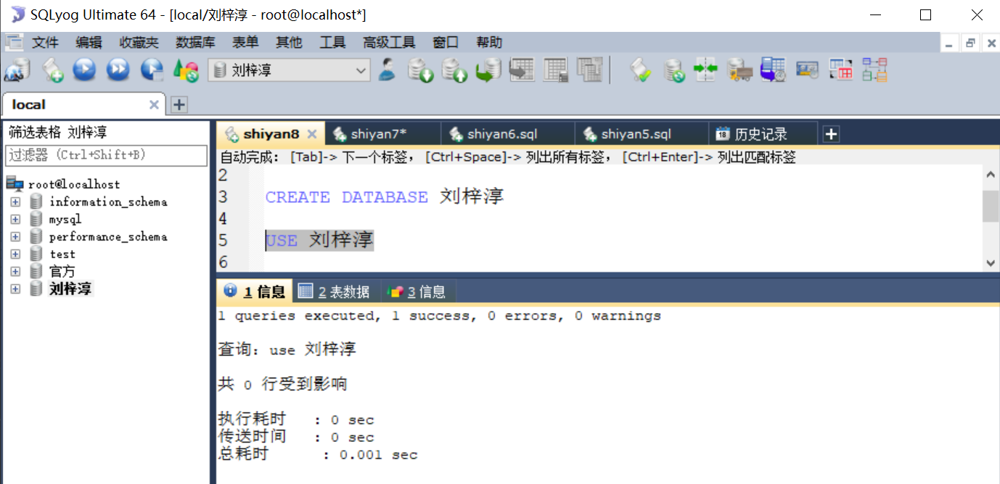 SQLyog Ultimate 64 - [local/刘梓淳 - root@localhost*]
文件 编辑 收藏夹 数据库 表单 其他 工具 高级工具 窗口 帮助
刘梓淳
local
筛选表格 刘梓淳
过滤器 (Ctrl+Shift+B)
root@localhost
information_schema
mysql
performance_schema
test
官方
刘梓淳
shiyan8 shiyan7* shiyan6.sql shiyan5.sql 18 历史记录
自动完成： [Tab]-> 下一个标签， [Ctrl+Space]-> 列出所有标签， [Ctrl+Enter]-> 列出匹配标签
2
3 CREATE DATABASE 刘梓淳
4
5 USE 刘梓淳
6
1 信息 2 表数据 3 信息
1 queries executed, 1 success, 0 errors, 0 warnings
查询：use 刘梓淳
共 0 行受到影响
执行耗时 : 0 sec
传送时间 : 0 sec
总耗时 : 0.001 sec